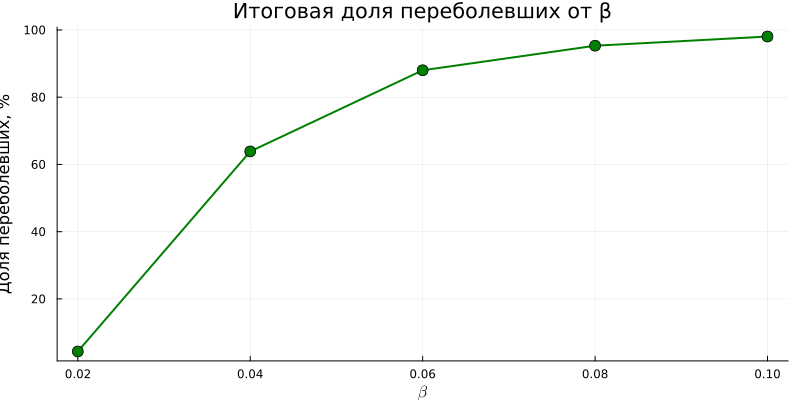 Итоговая доля переболевших от β
Доля переболевших, %
100
80
60
40
20
0.02 0.04 0.06 0.08 0.10
β